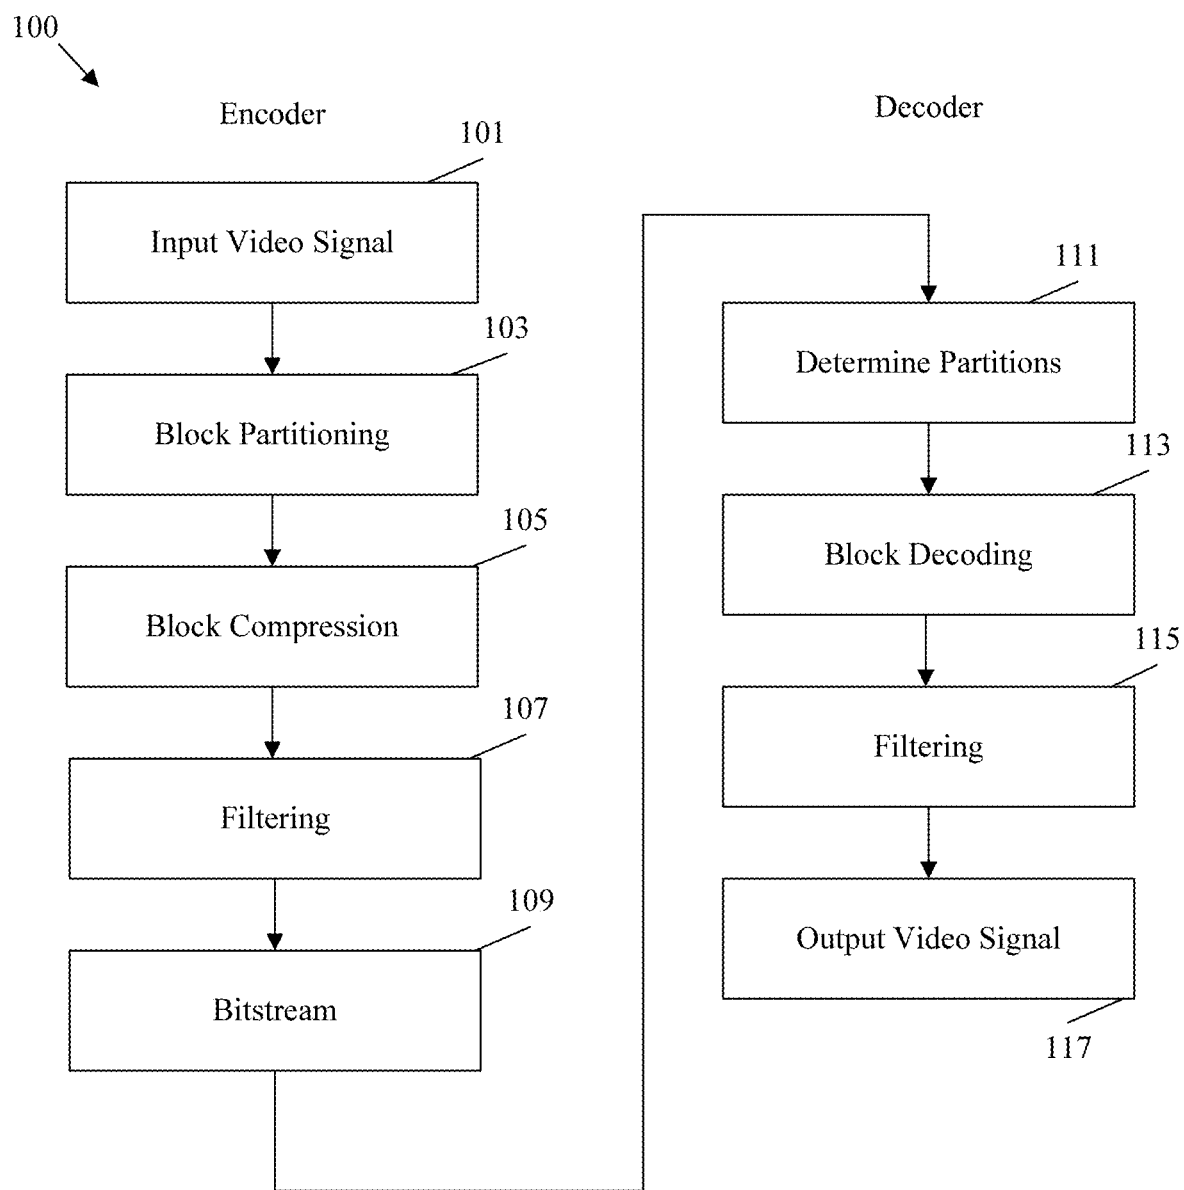 100
Encoder
101
Input Video Signal
103
Block Partitioning
105
Block Compression
107
Filtering
109
Bitstream
Decoder
111
Determine Partitions
113
Block Decoding
115
Filtering
Output Video Signal
117